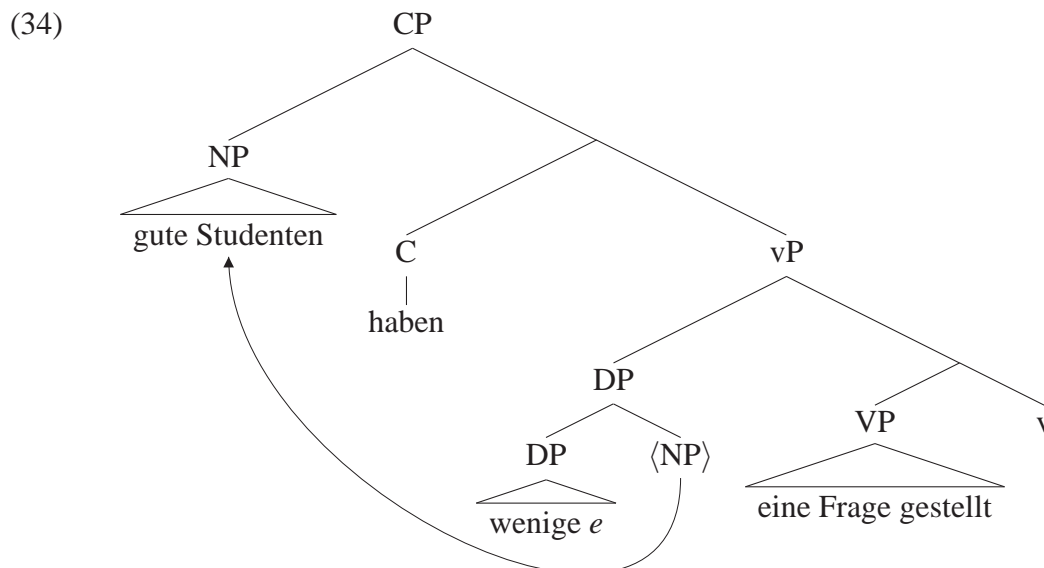 (34)
CP
NP
gute Studenten
C
vP
haben
DP
DP
⟨NP⟩
VP
v
wenige e
eine Frage gestellt